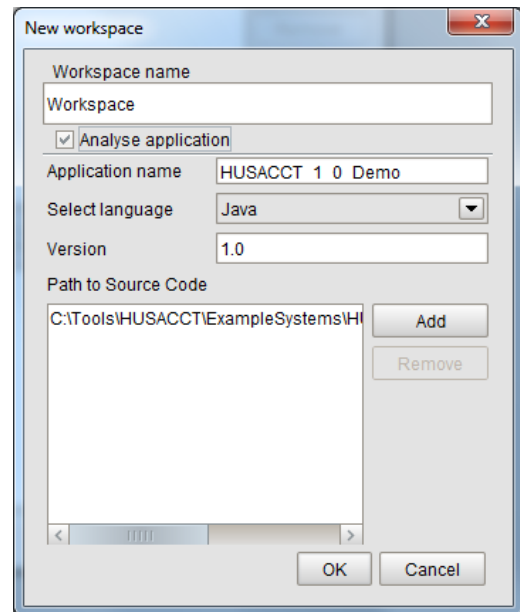 New workspace
Workspace name
Workspace
Analyse application
Application name HUSACCT 1 0 Demo
Select language Java
Version 1.0
Path to Source Code
C:\Tools\HUSACCT\ExampleSystems\HU
Add
Remove
OK Cancel